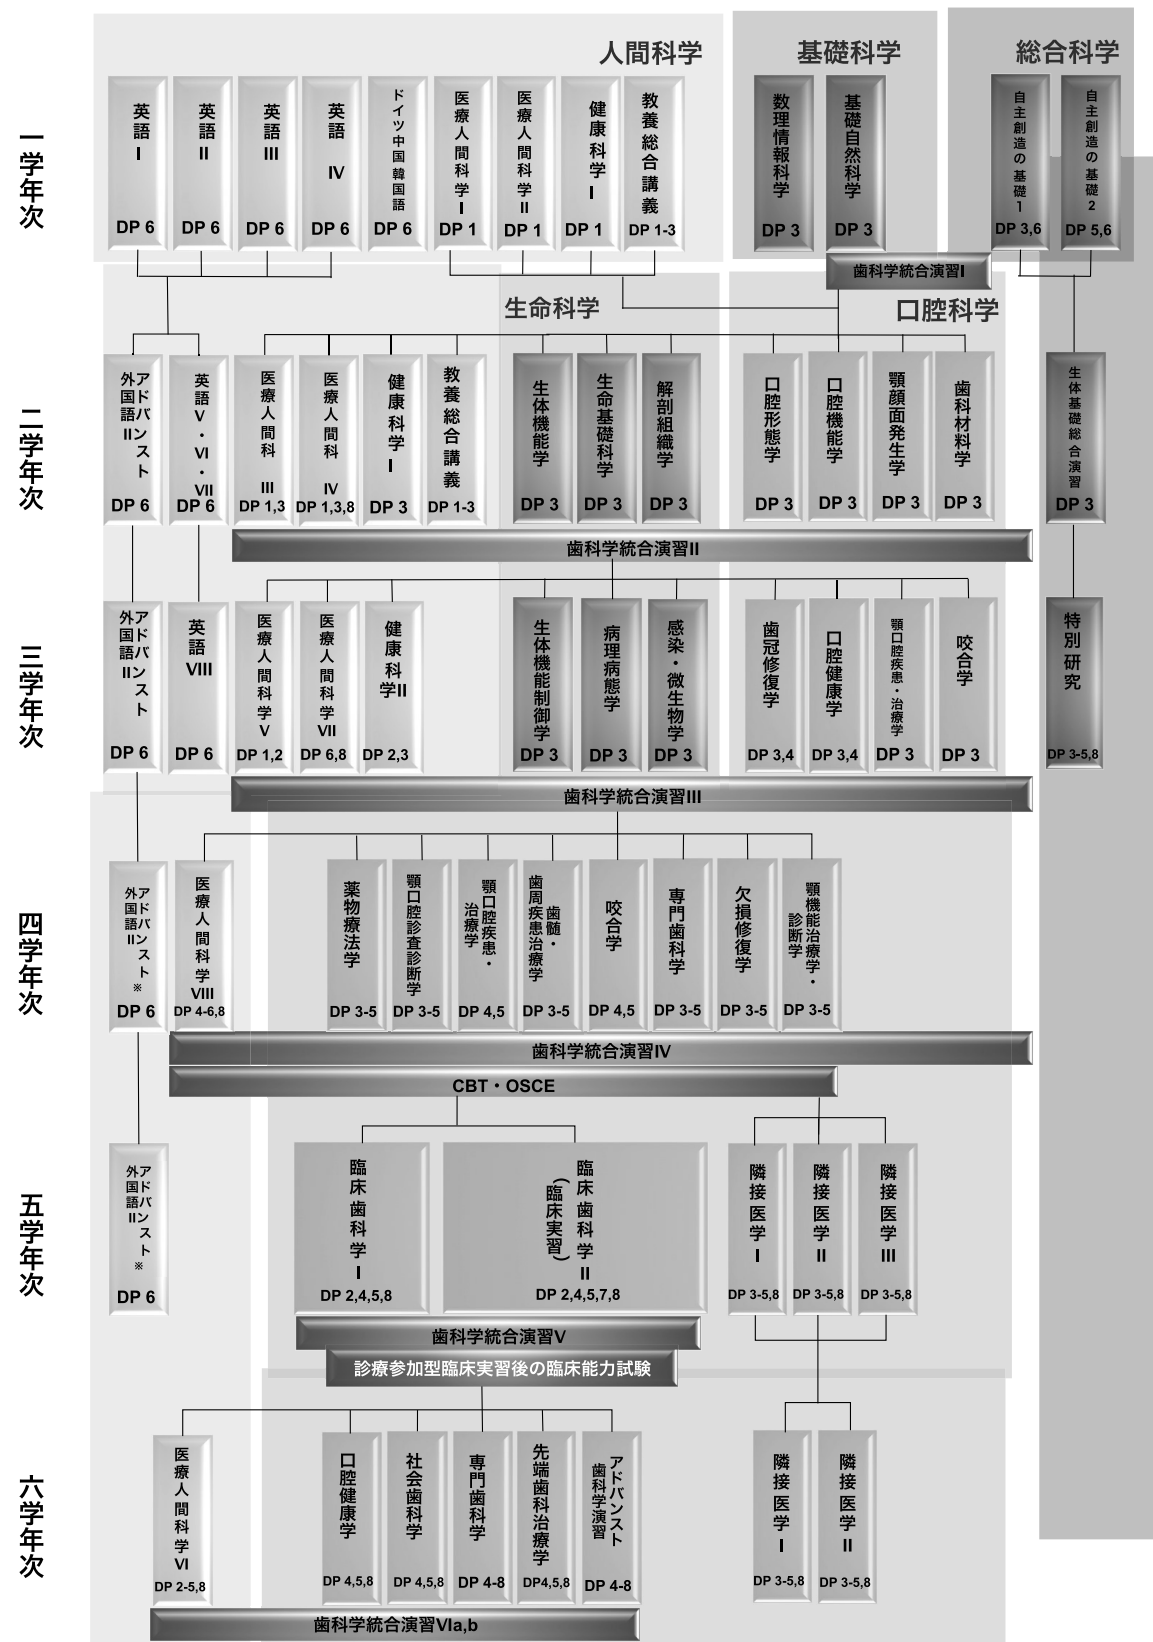 人間科学
基礎科学
総合科学
一学年次
英語I
DP 6
英語II
DP 6
英語III
DP 6
英語 IV
DP 6
ドイツ中国韓国語
DP 6
医療人間科学I
DP 1
医療人間科学II
DP 1
健康科学I
DP 1
教養総合講義
DP 1-3
数理情報科学
DP 3
基礎自然科学
DP 3
自主創造の基礎1
DP 3,6
自主創造の基礎2
DP 5,6
歯科学統合演習I
生命科学
口腔科学
二学年次
アドバンスト
外国語II
DP 6
英語V・VI・VII
DP 6
医療人間科 III
DP 1,3
医療人間科 IV
DP 1,3,8
健康科学I
DP 3
教養総合講義
DP 1-3
生体機能学
DP 3
生命基礎科学
DP 3
解剖組織学
DP 3
口腔形態学
DP 3
口腔機能学
DP 3
顎顔面発生学
DP 3
歯科材料学
DP 3
生体基礎総合演習
DP 3
歯科学統合演習II
三学年次
アドバンスト
外国語II
DP 6
英語VIII
DP 6
医療人間科学V
DP 1,2
医療人間科学VII
DP 6,8
健康科学II
DP 2,3
生体機能制御学
DP 3
病理病態学
DP 3
感染・微生物学
DP 3
歯冠修復学
DP 3,4
口腔健康学
DP 3,4
顎口腔疾患・治療学
DP 3
咬合学
DP 3
特別研究
DP 3-5,8
歯科学統合演習III
四学年次
アドバンスト※
外国語II
DP 6
医療人間科学VIII
DP 4-6,8
薬物療法学
DP 3-5
顎口腔診査診断学
DP 3-5
顎口腔疾患・
治療学
DP 4,5
歯髄・
歯周疾患治療学
DP 3-5
咬合学
DP 4,5
専門歯科学
DP 3-5
欠損修復学
DP 3-5
顎機能治療学・
診断学
DP 3-5
歯科学統合演習IV
CBT・OSCE
五学年次
アドバンスト※
外国語II
DP 6
臨床歯科学I
DP 2,4,5,8
臨床歯科学II
(臨床実習)
DP 2,4,5,7,8
隣接医学I
DP 3-5,8
隣接医学II
DP 3-5,8
隣接医学III
DP 3-5,8
歯科学統合演習V
診療参加型臨床実習後の臨床能力試験
六学年次
医療人間科学VI
DP 2-5,8
口腔健康学
DP 4,5,8
社会歯科学
DP 4,5,8
専門歯科学
DP 4-8
先端歯科治療学
DP4,5,8
アドバンスト
歯科学演習
DP 4-8
隣接医学I
DP 3-5,8
隣接医学II
DP 3-5,8
歯科学統合演習VIa,b